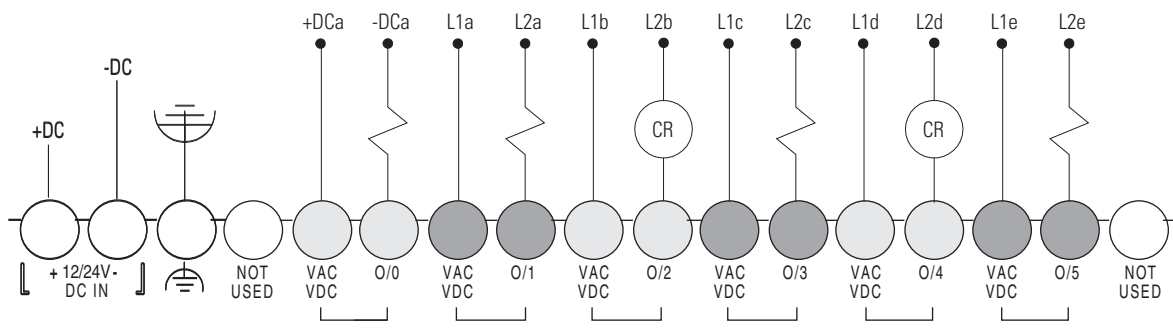 +DCa -DCa L1a L2a L1b L2b L1c L2c L1d L2d L1e L2e
-DC
+DC
CR CR
+ 12/24V -
DC IN
NOT
USED
VAC
VDC
O/0
VAC
VDC
O/1
VAC
VDC
O/2
VAC
VDC
O/3
VAC
VDC
O/4
VAC
VDC
O/5
NOT
USED